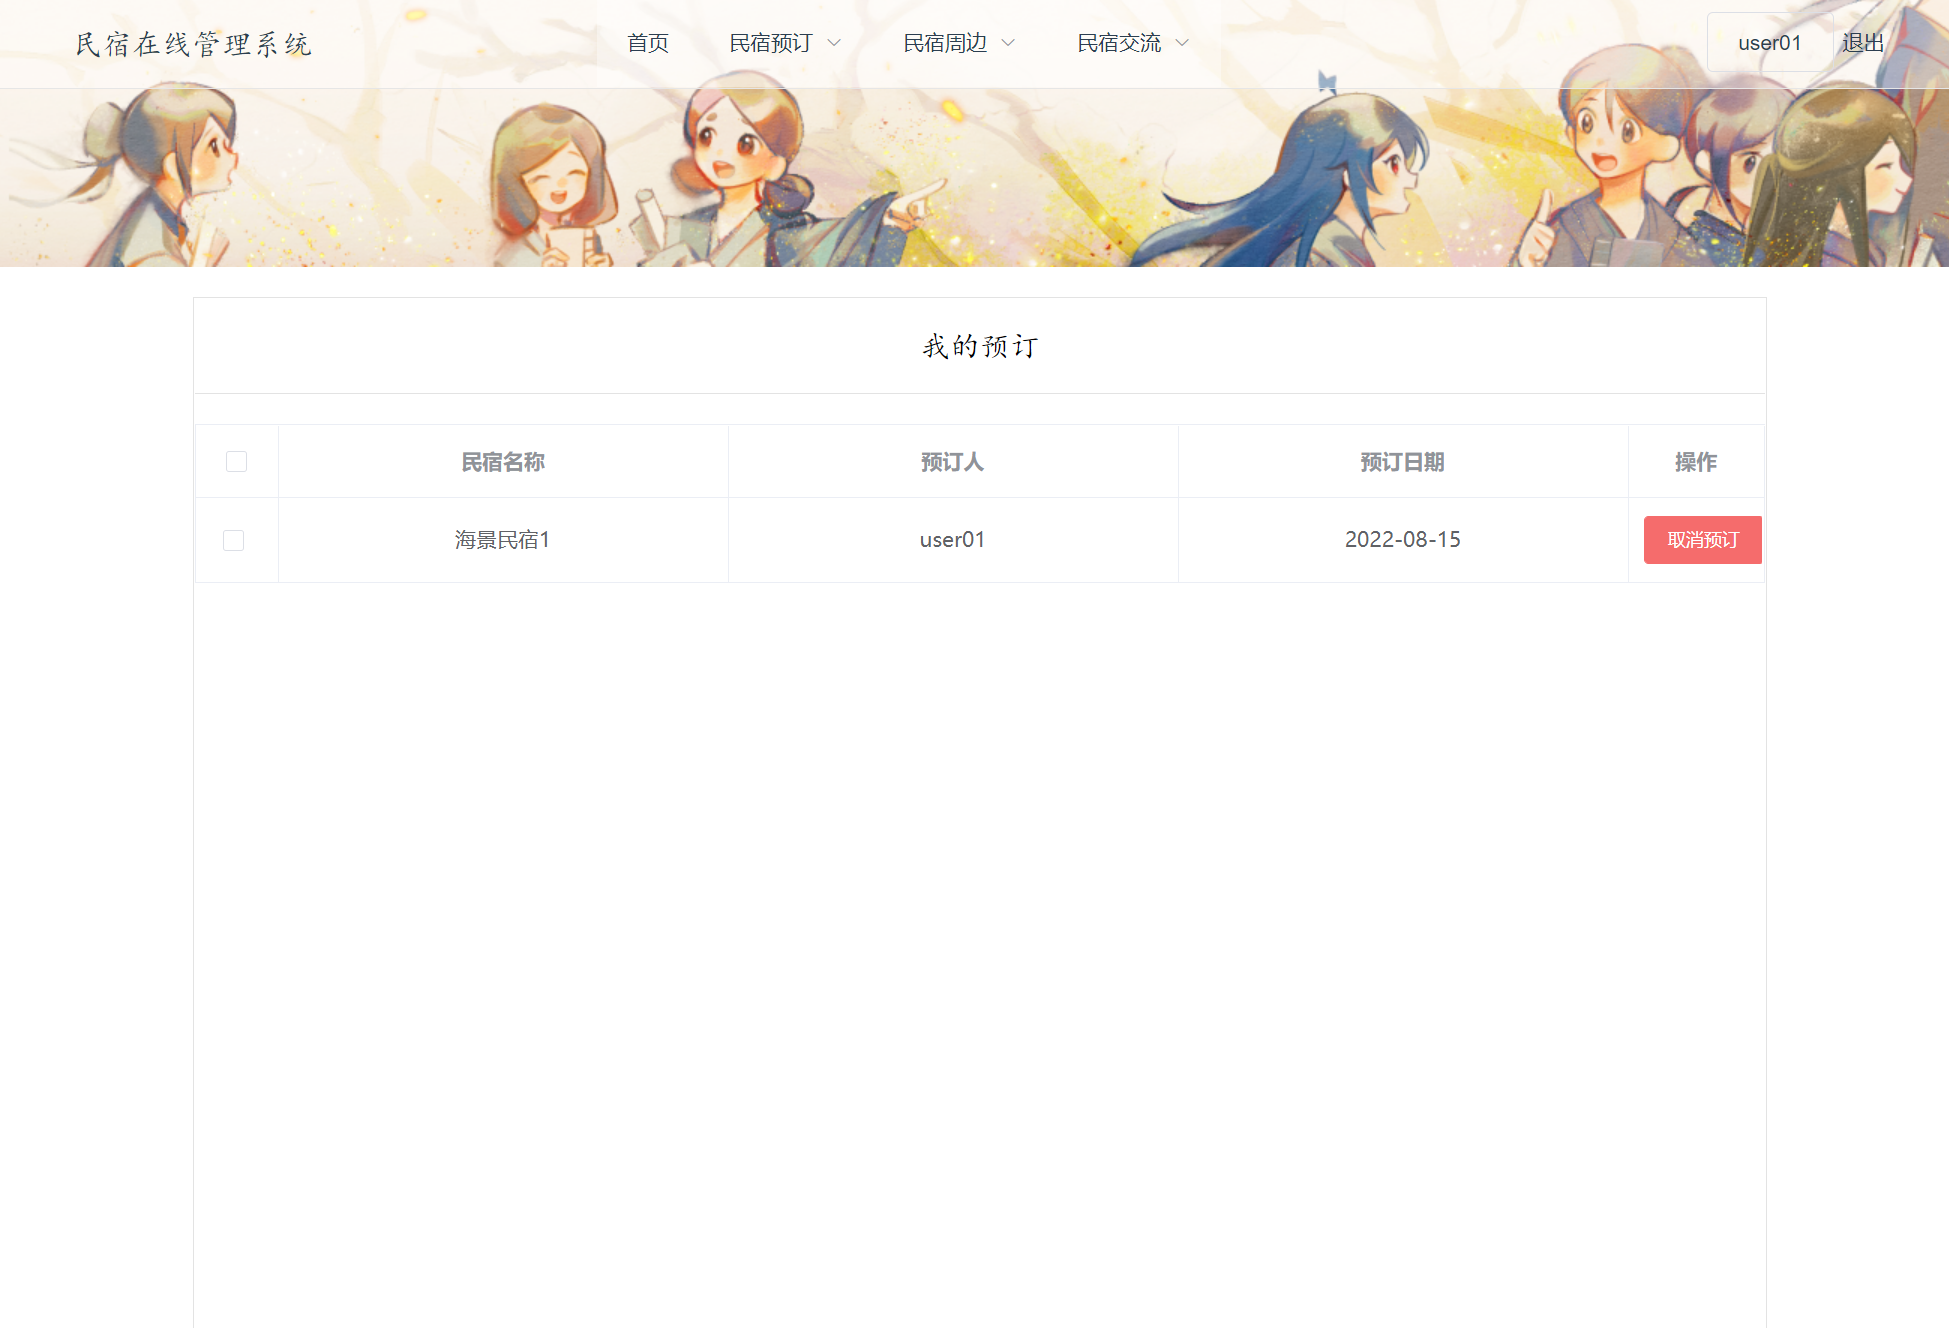 民宿在线管理系统 首页 民宿预订 民宿周边 民宿交流 user01 退出
我的预订
民宿名称 预订人 预订日期 操作
海景民宿1 user01 2022-08-15 取消预订